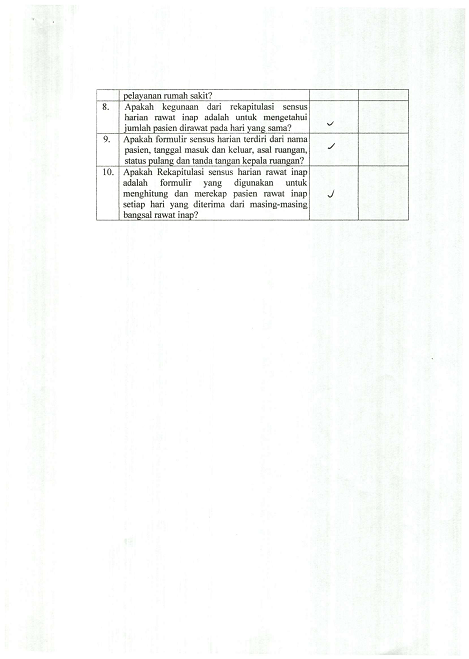 pelayanan rumah sakit?
8. Apakah kegunaan dari rekapitulasi sensus
harian rawat inap adalah untuk mengetahui
jumlah pasien dirawat pada hari yang sama? ✓
9. Apakah formulir sensus harian terdiri dari nama
pasien, tanggal masuk dan keluar, asal ruangan, ✓
status pulang dan tanda tangan kepala ruangan?
10. Apakah Rekapitulasi sensus harian rawat inap
adalah formulir yang digunakan untuk
menghitung dan merekap pasien rawat inap ✓
setiap hari yang diterima dari masing-masing
bangsal rawat inap?